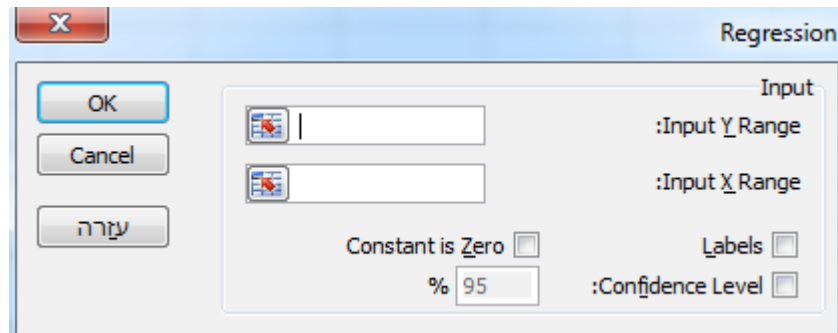 Regression
Input
:Input Y Range
:Input X Range
Labels Constant is Zero
:Confidence Level 95 %
OK
Cancel
עזרה